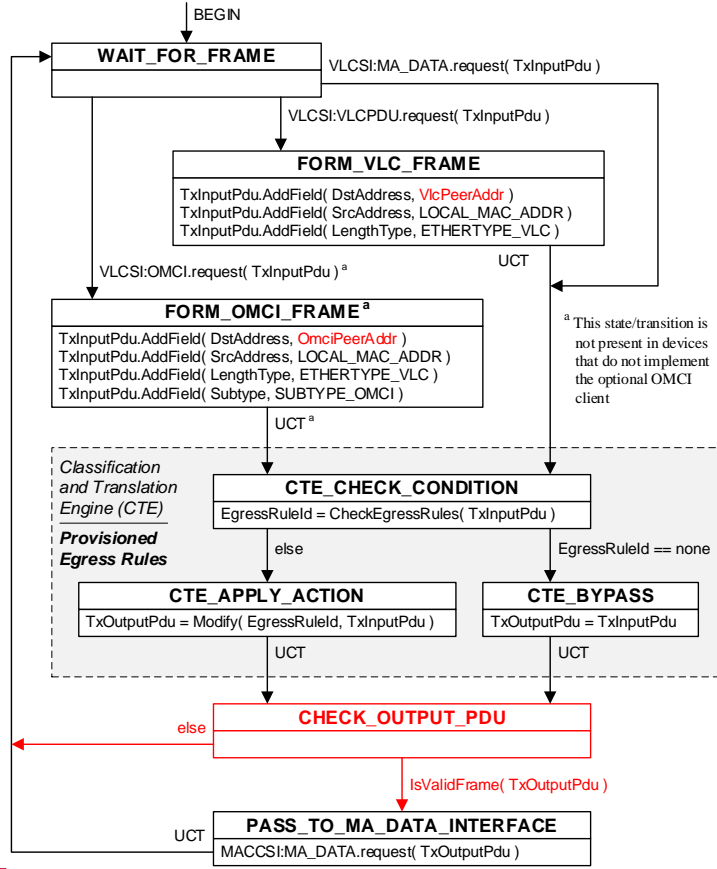 BEGIN
WAIT_FOR_FRAME
VLCSI:MA_DATA.request( TxInputPdu )
VLCSI:VLCPDU.request( TxInputPdu )
FORM_VLC_FRAME
TxInputPdu.AddField( DstAddress, VlcPeerAddr )
TxInputPdu.AddField( SrcAddress, LOCAL_MAC_ADDR )
TxInputPdu.AddField( LengthType, ETHERTYPE_VLC )
UCT
VLCSI:OMCI.request( TxInputPdu ) a
FORM_OMCI_FRAME a
TxInputPdu.AddField( DstAddress, OmciPeerAddr )
TxInputPdu.AddField( SrcAddress, LOCAL_MAC_ADDR )
TxInputPdu.AddField( LengthType, ETHERTYPE_VLC )
TxInputPdu.AddField( Subtype, SUBTYPE_OMCI )
UCT a
a This state/transition is
not present in devices
that do not implement
the optional OMCI
client
Classification
and Translation
Engine (CTE)
Provisioned
Egress Rules
CTE_CHECK_CONDITION
EgressRuleId = CheckEgressRules( TxInputPdu )
else
EgressRuleId == none
CTE_APPLY_ACTION
TxOutputPdu = Modify( EgressRuleId, TxInputPdu )
UCT
CTE_BYPASS
TxOutputPdu = TxInputPdu
UCT
CHECK_OUTPUT_PDU
else
IsValidFrame( TxOutputPdu )
PASS_TO_MA_DATA_INTERFACE
MACCSI:MA_DATA.request( TxOutputPdu )
UCT